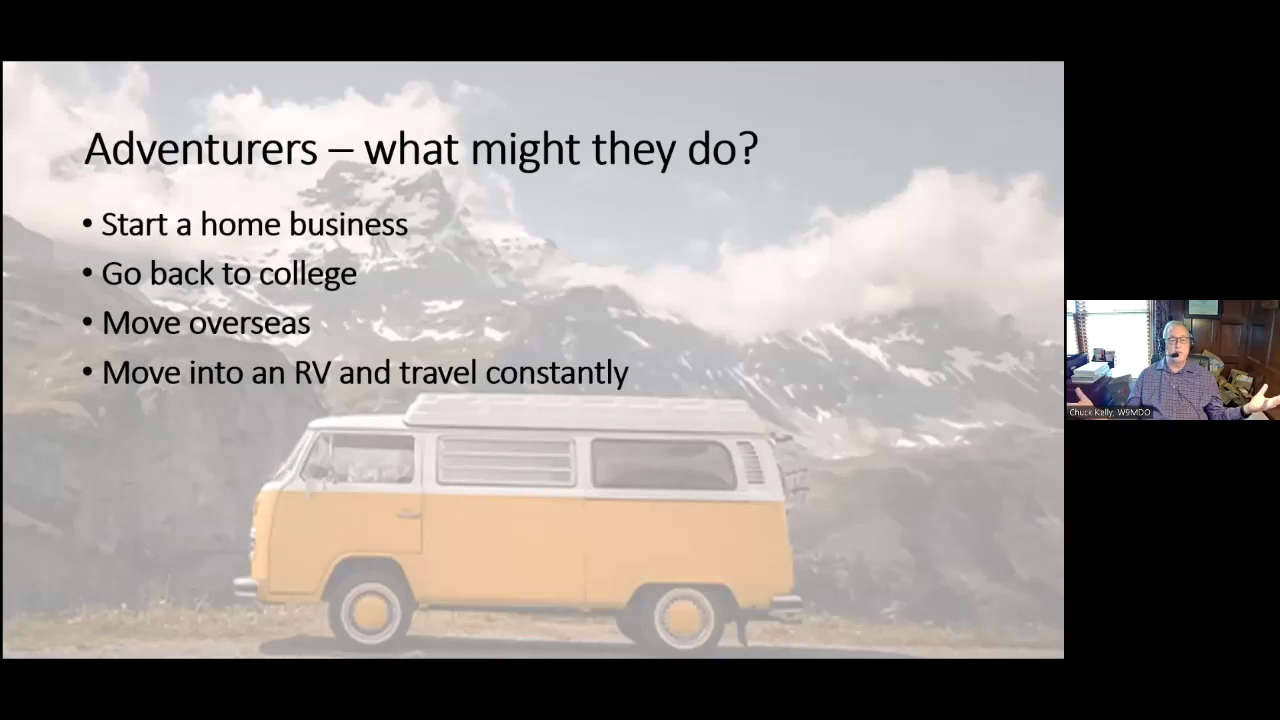 Adventurers – what might they do?
• Start a home business
• Go back to college
• Move overseas
• Move into an RV and travel constantly
Chuck Kelly, W9MDO